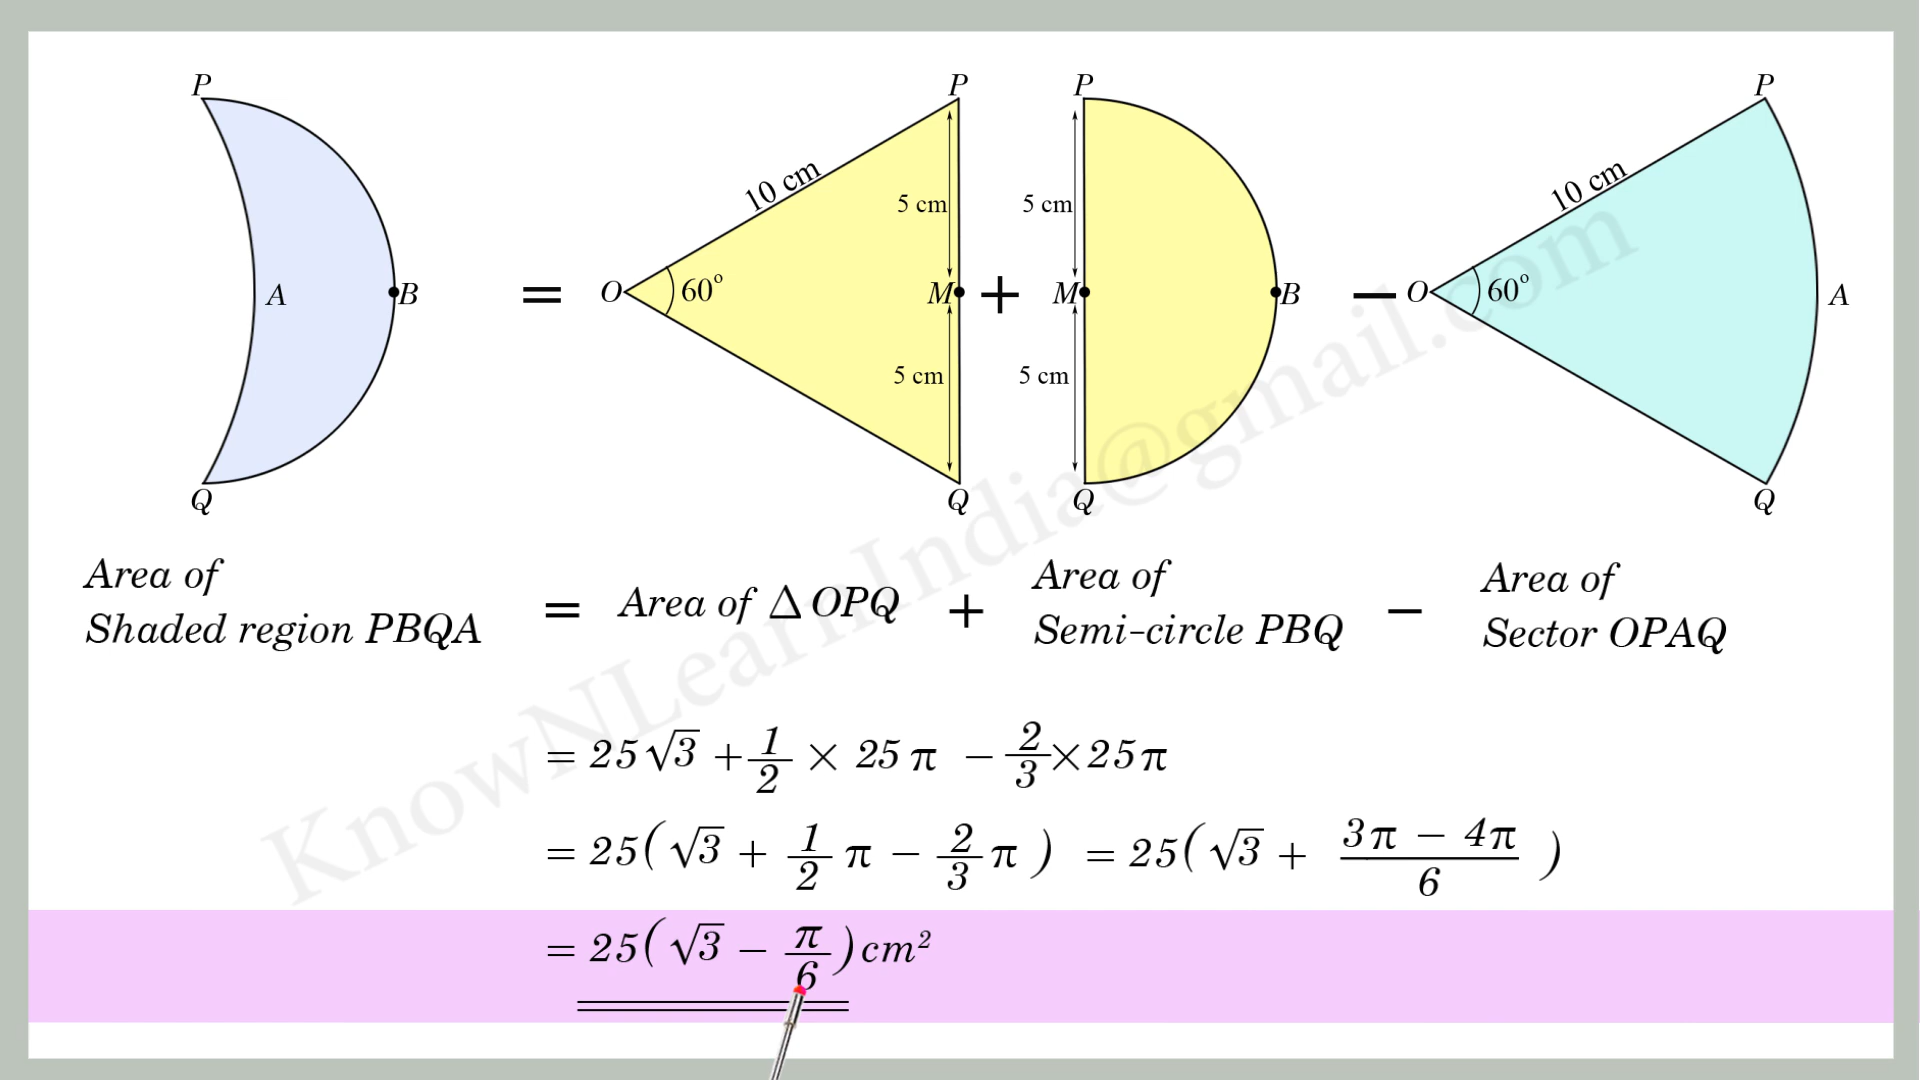 P P P P
10 cm 5 cm 5 cm 10 cm
A B = O 60° M + M B − O 60° A
5 cm 5 cm
Q Q Q Q
Area of Shaded region PBQA = Area of Δ OPQ + Area of Semi-circle PBQ − Area of Sector OPAQ
= 25√3 + 1/2 × 25π − 2/3 × 25π
= 25(√3 + 1/2 π − 2/3 π) = 25(√3 + (3π − 4π)/6)
= 25(√3 − π/6) cm²
KnowNLearnIndia@gmail.com